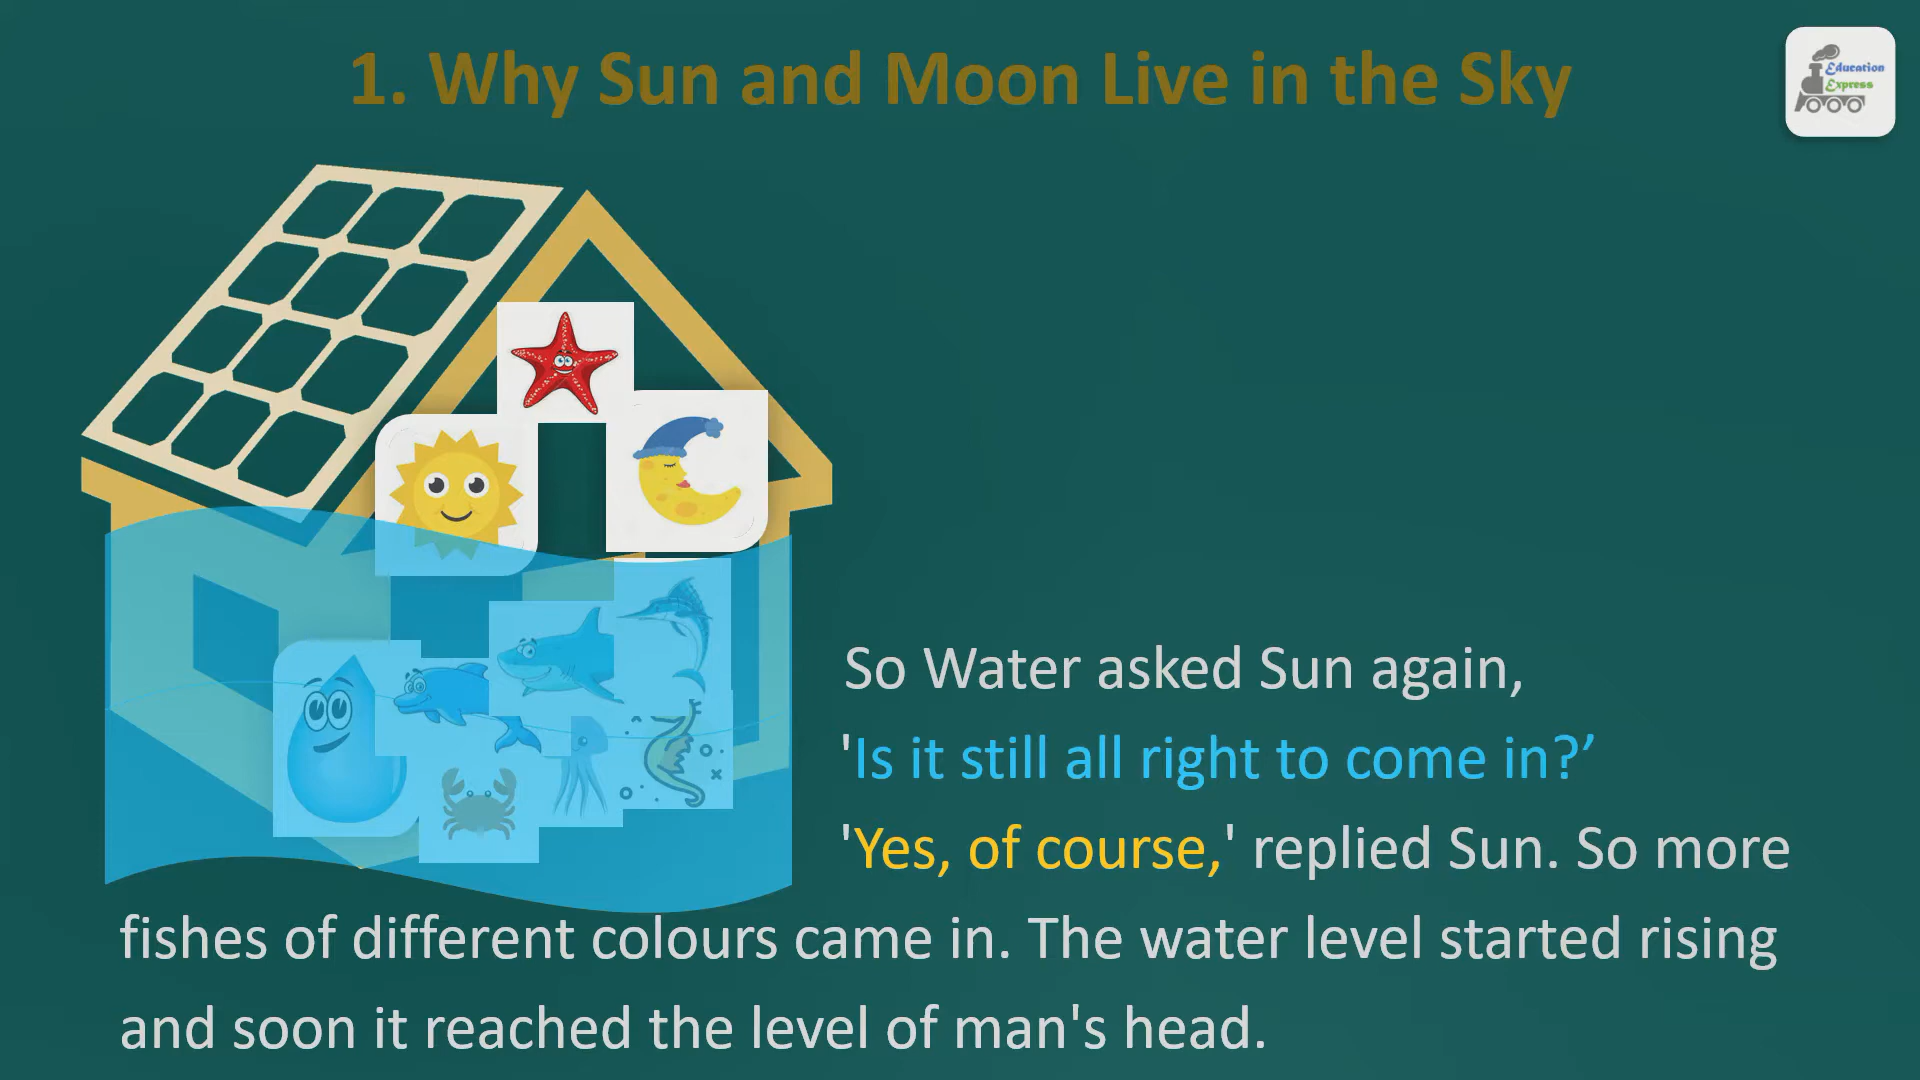 1. Why Sun and Moon Live in the Sky
Education
Express
So Water asked Sun again,
'Is it still all right to come in?’
'Yes, of course,' replied Sun. So more
fishes of different colours came in. The water level started rising
and soon it reached the level of man's head.